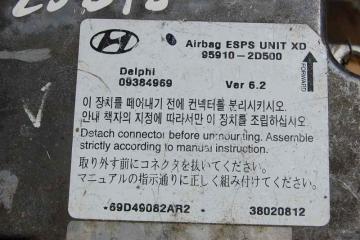 Airbag ESPS UNIT XD
95910-2D500
Delphi
09384969 Ver 6.2
FORWARD
이 장치를 떼어내기 전에 컨넥터를 분리시키시오.
안내 책자의 지정에 따라서만 이 장치를 조립하십시오
Detach connector before unmounting. Assemble
strictly according to manual instruction.
取り外す前にコネクタを抜いてください。
マニュアルの指示通りに正しく組み付けてください。
69D49082AR2 38020812